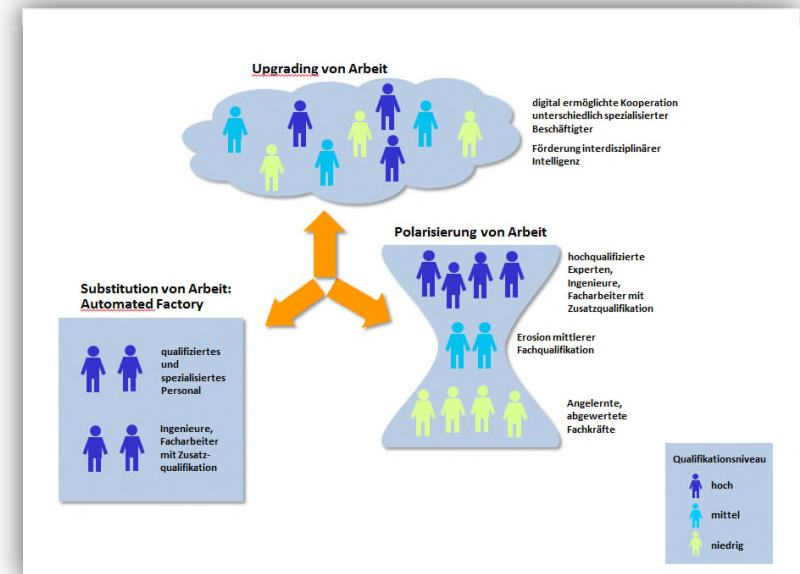 Upgrading von Arbeit
digital ermöglichte Kooperation
unterschiedlich spezialisierter
Beschäftigter
Förderung interdisziplinärer
Intelligenz
Polarisierung von Arbeit
hochqualifizierte
Experten,
Ingenieure,
Facharbeiter mit
Zusatzqualifikation
Erosion mittlerer
Fachqualifikation
Angelernte,
abgewertete
Fachkräfte
Substitution von Arbeit:
Automated Factory
qualifiziertes
und
spezialisiertes
Personal
Ingenieure,
Facharbeiter
mit Zusatz-
qualifikation
Qualifikationsniveau
hoch
mittel
niedrig